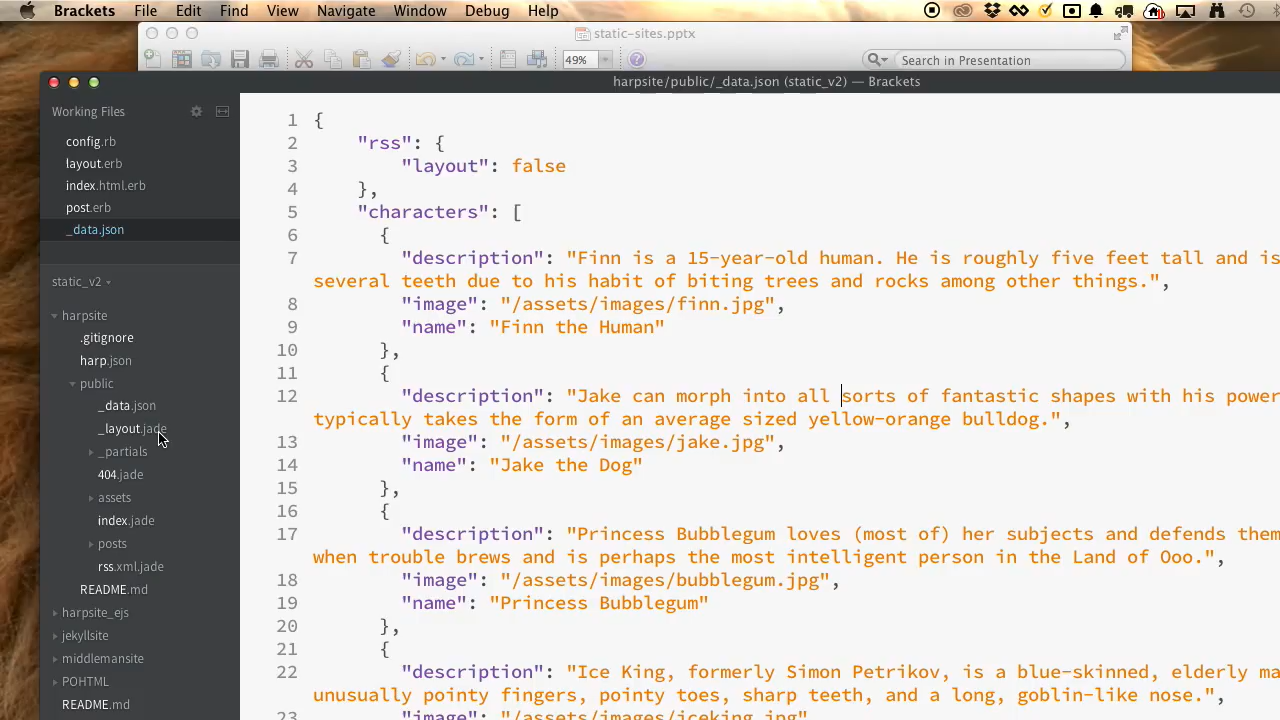 Brackets File Edit Find View Navigate Window Debug Help
static-sites.pptx
49% Search in Presentation
harpsite/public/_data.json (static_v2) — Brackets
Working Files
config.rb
layout.erb
index.html.erb
post.erb
_data.json
static_v2
harpsite
.gitignore
harp.json
public
_data.json
_layout.jade
_partials
404.jade
assets
index.jade
posts
rss.xml.jade
README.md
harpsite_ejs
jekyllsite
middlemansite
POHTML
README.md
1 {
2 "rss": {
3 "layout": false
4 },
5 "characters": [
6 {
7 "description": "Finn is a 15-year-old human. He is roughly five feet tall and is
several teeth due to his habit of biting trees and rocks among other things.",
8 "image": "/assets/images/finn.jpg",
9 "name": "Finn the Human"
10 },
11 {
12 "description": "Jake can morph into all sorts of fantastic shapes with his power
typically takes the form of an average sized yellow-orange bulldog.",
13 "image": "/assets/images/jake.jpg",
14 "name": "Jake the Dog"
15 },
16 {
17 "description": "Princess Bubblegum loves (most of) her subjects and defends them
when trouble brews and is perhaps the most intelligent person in the Land of Ooo.",
18 "image": "/assets/images/bubblegum.jpg",
19 "name": "Princess Bubblegum"
20 },
21 {
22 "description": "Ice King, formerly Simon Petrikov, is a blue-skinned, elderly ma
unusually pointy fingers, pointy toes, sharp teeth, and a long, goblin-like nose.",
23 "image": "/assets/images/iceking.jpg"